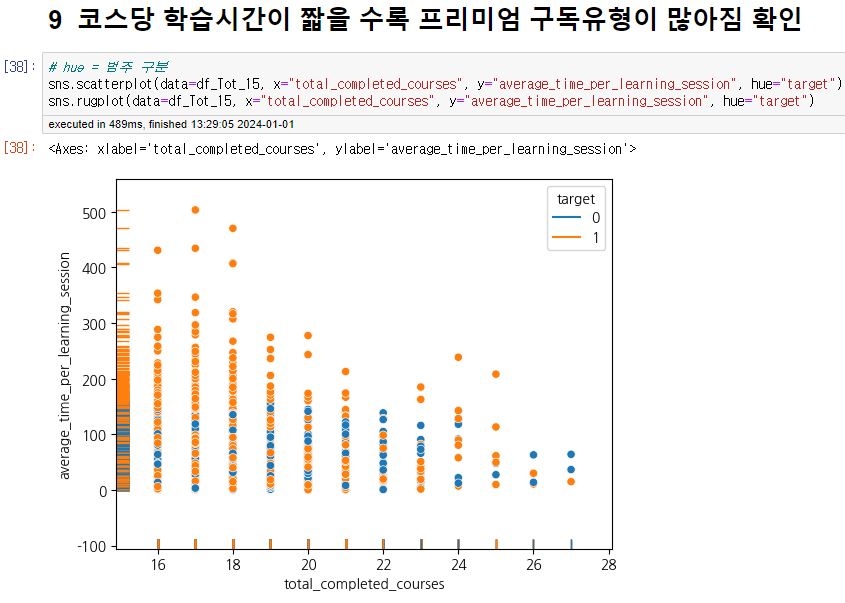 9 코스당 학습시간이 짧을 수록 프리미엄 구독유형이 많아짐 확인
[38]: # hue = 범주 구분
sns.scatterplot(data=df_Tot_15, x="total_completed_courses", y="average_time_per_learning_session", hue="target")
sns.rugplot(data=df_Tot_15, x="total_completed_courses", y="average_time_per_learning_session", hue="target")
executed in 489ms, finished 13:29:05 2024-01-01
[38]: <Axes: xlabel='total_completed_courses', ylabel='average_time_per_learning_session'>
target
0
1
500
400
300
200
100
0
-100
average_time_per_learning_session
16 18 20 22 24 26 28
total_completed_courses